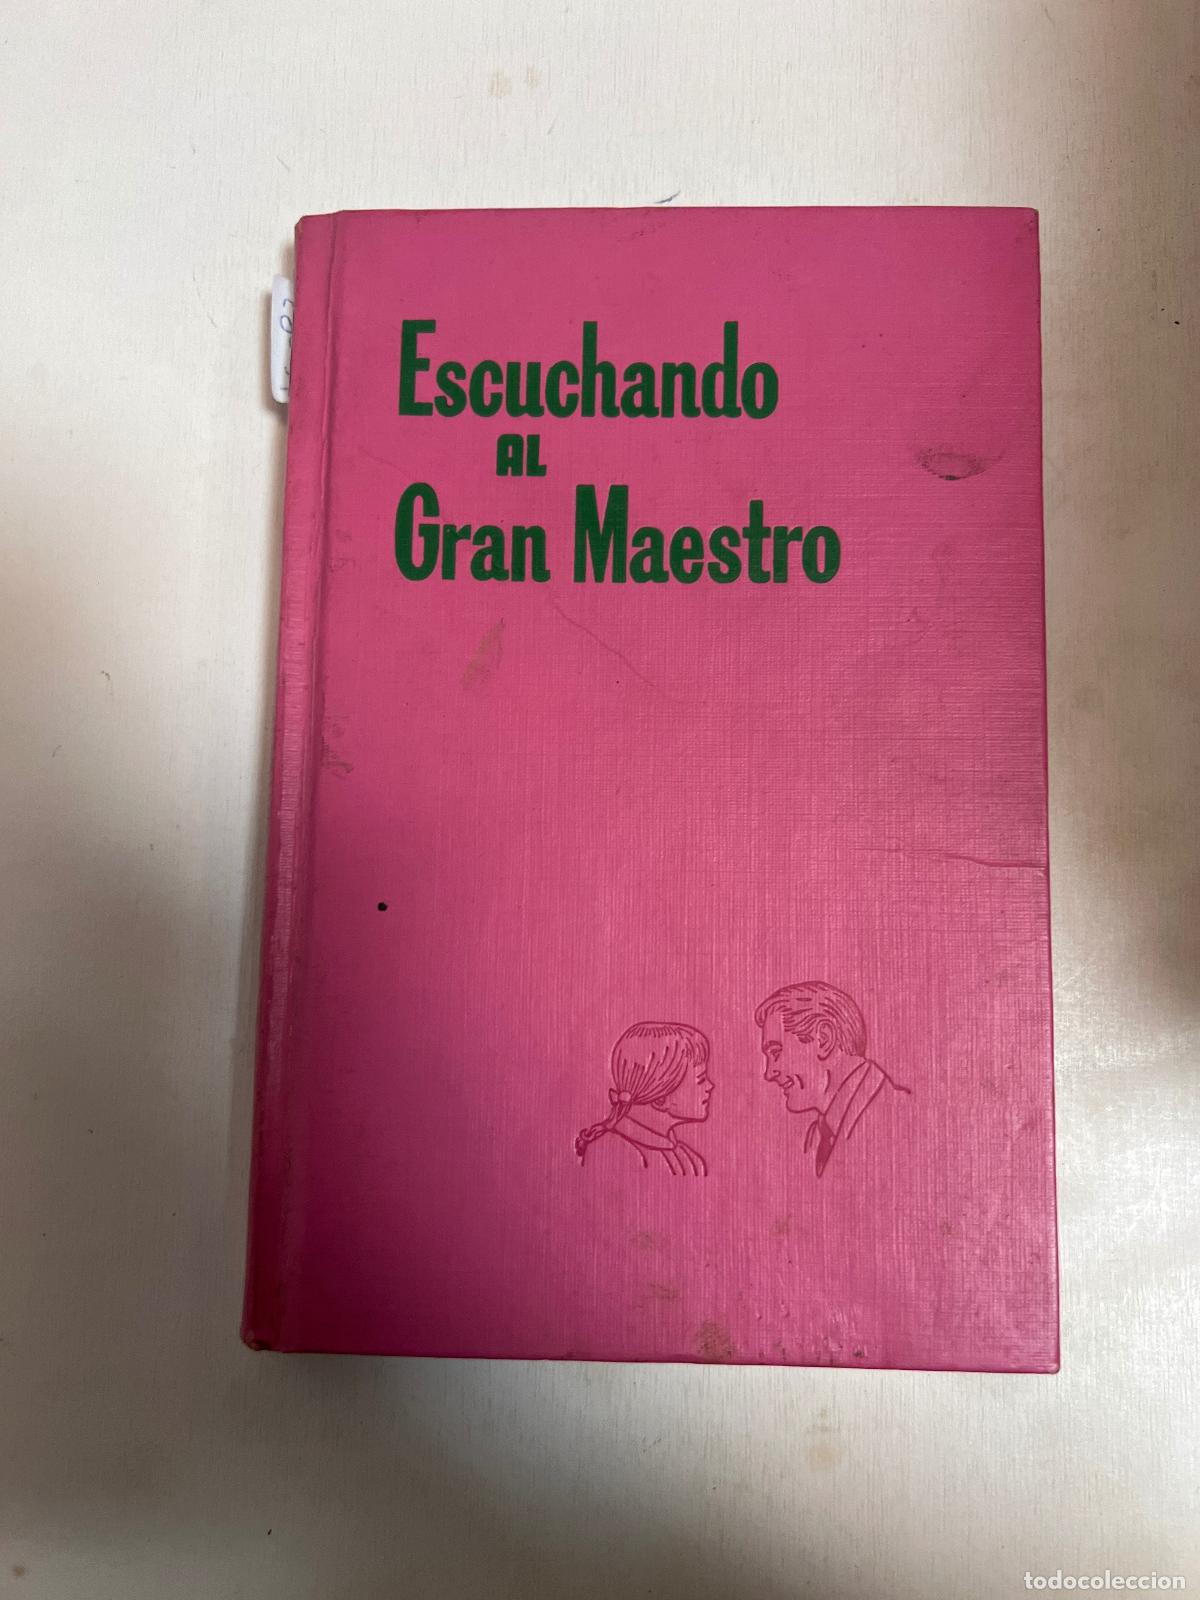 Escuchando
AL
Gran Maestro
todocoleccion